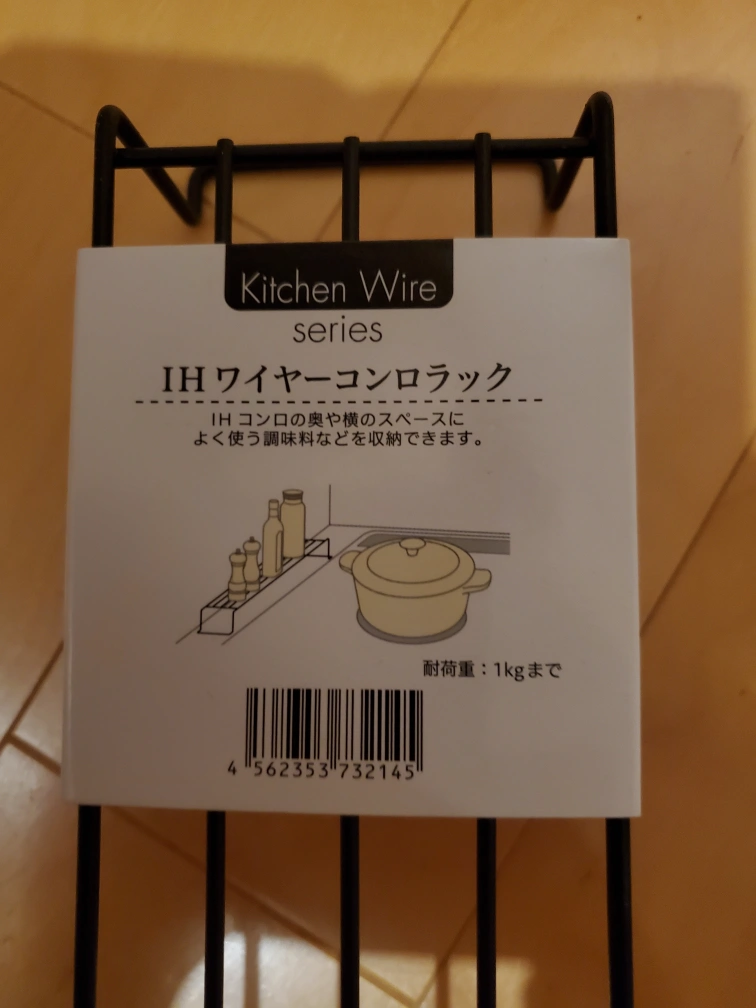 Kitchen Wire
series
IHワイヤーコンロラック
IHコンロの奥や横のスペースに
よく使う調味料などを収納できます。
耐荷重：1kgまで
4 562353 732145